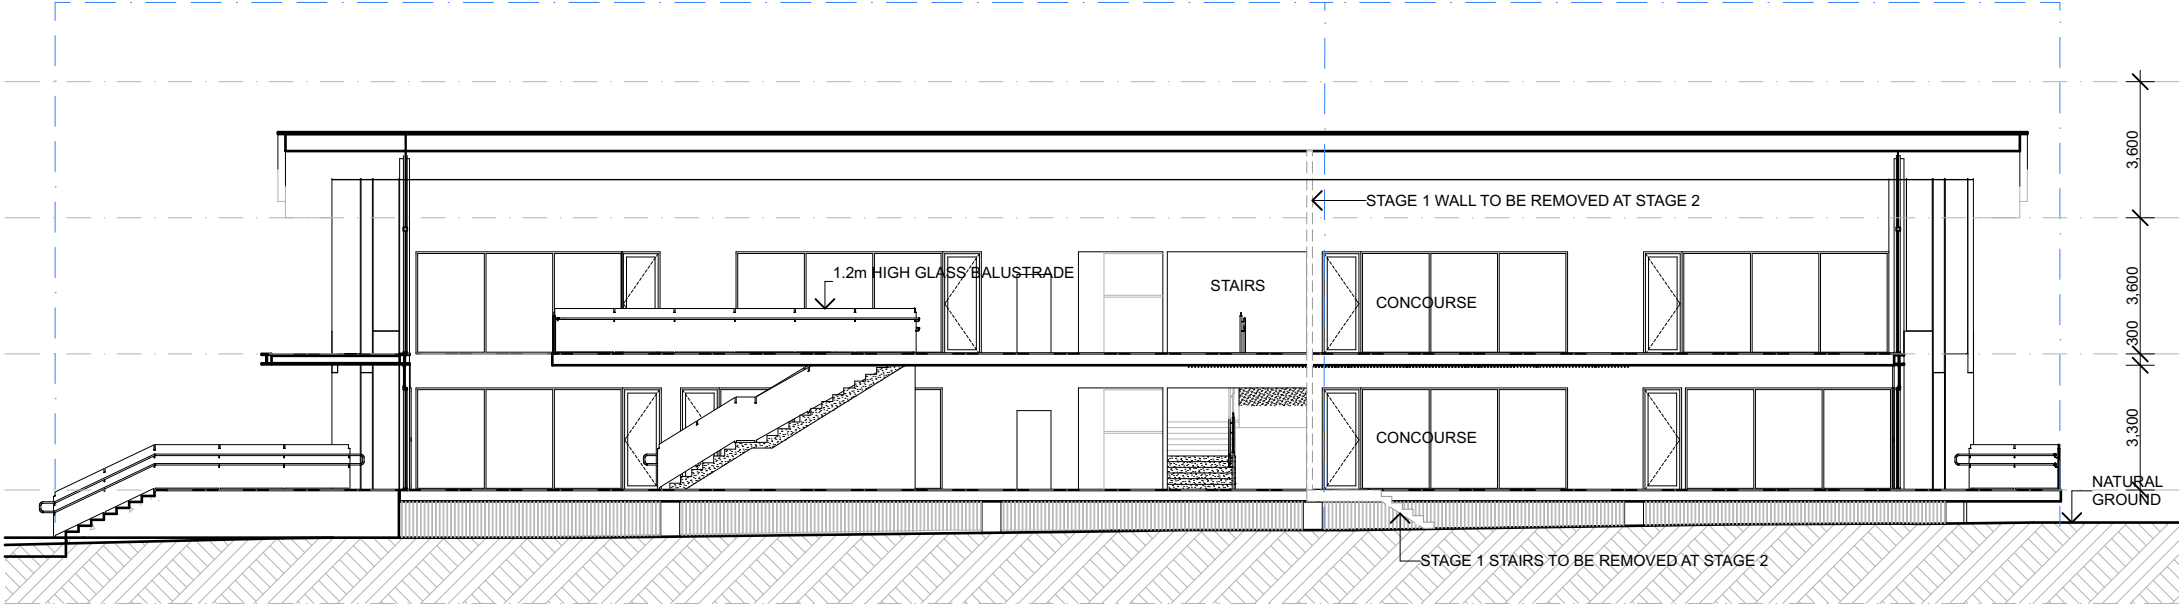 3,600
STAGE 1 WALL TO BE REMOVED AT STAGE 2
1.2m HIGH GLASS BALUSTRADE
STAIRS
CONCOURSE
3,600
300
CONCOURSE
3.300
NATURAL
GROUND
STAGE 1 STAIRS TO BE REMOVED AT STAGE 2